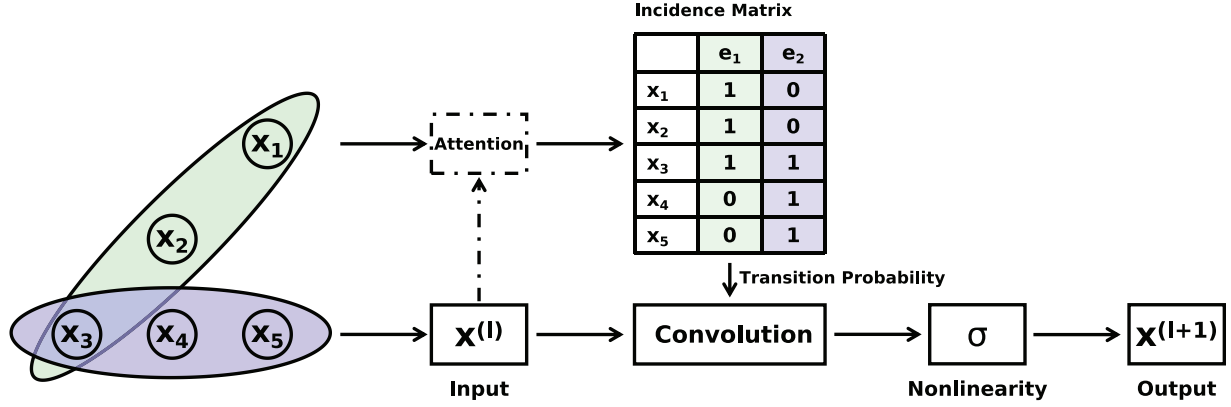 Incidence Matrix
e₁ e₂
x₁ 1 0
x₂ 1 0
x₃ 1 1
x₄ 0 1
x₅ 0 1
x₁
x₂
x₃ x₄ x₅
Attention
Transition Probability
x⁽ˡ⁾
Input
Convolution
σ
Nonlinearity
x⁽ˡ⁺¹⁾
Output